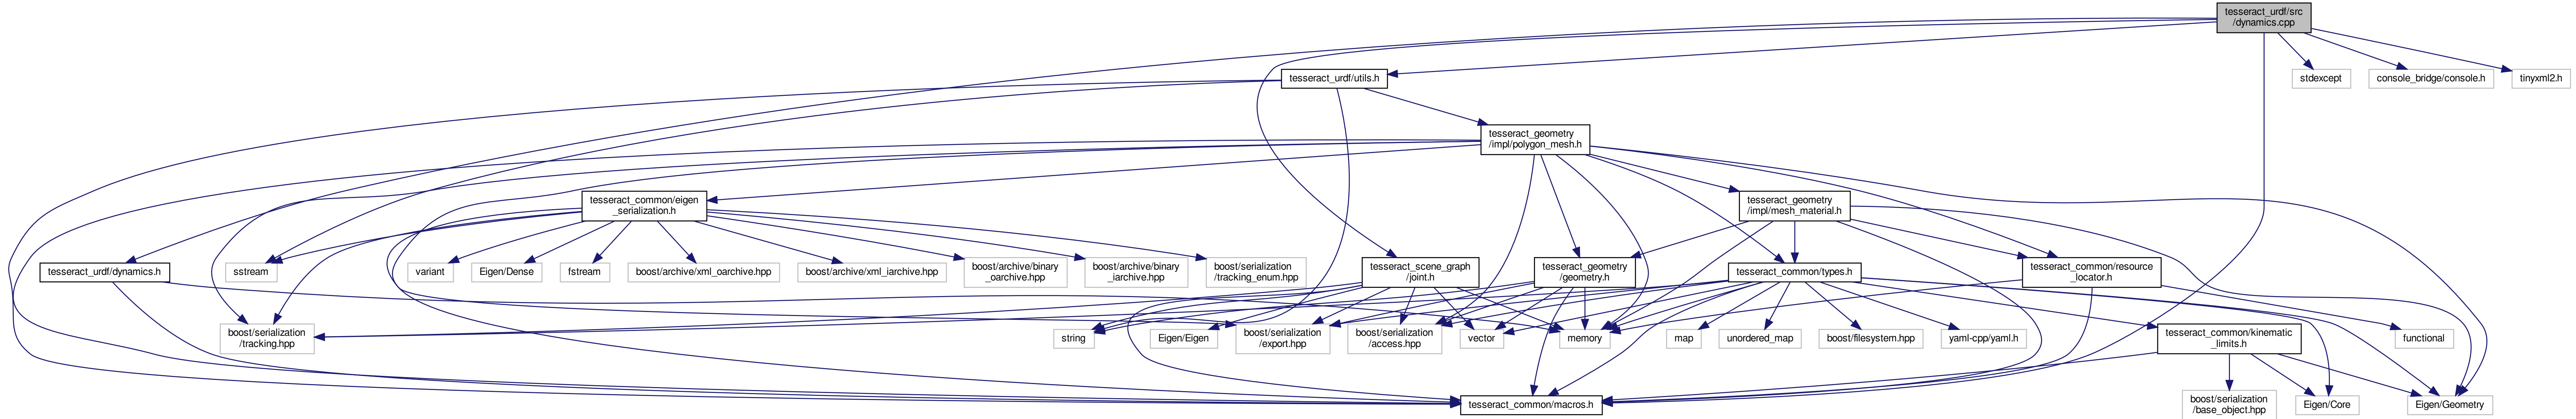 tesseract_urdf/src
/dynamics.cpp
tesseract_urdf/utils.h
stdexcept
console_bridge/console.h
tinyxml2.h
tesseract_geometry
/impl/polygon_mesh.h
tesseract_common/eigen
_serialization.h
tesseract_geometry
/impl/mesh_material.h
tesseract_urdf/dynamics.h
sstream
variant
Eigen/Dense
fstream
boost/archive/xml_oarchive.hpp
boost/archive/xml_iarchive.hpp
boost/archive/binary
_oarchive.hpp
boost/archive/binary
_iarchive.hpp
boost/serialization
/tracking_enum.hpp
tesseract_scene_graph
/joint.h
tesseract_geometry
/geometry.h
tesseract_common/types.h
tesseract_common/resource
_locator.h
boost/serialization
/tracking.hpp
string
Eigen/Eigen
boost/serialization
/export.hpp
boost/serialization
/access.hpp
vector
memory
map
unordered_map
boost/filesystem.hpp
yaml-cpp/yaml.h
tesseract_common/kinematic
_limits.h
functional
tesseract_common/macros.h
boost/serialization
/base_object.hpp
Eigen/Core
Eigen/Geometry